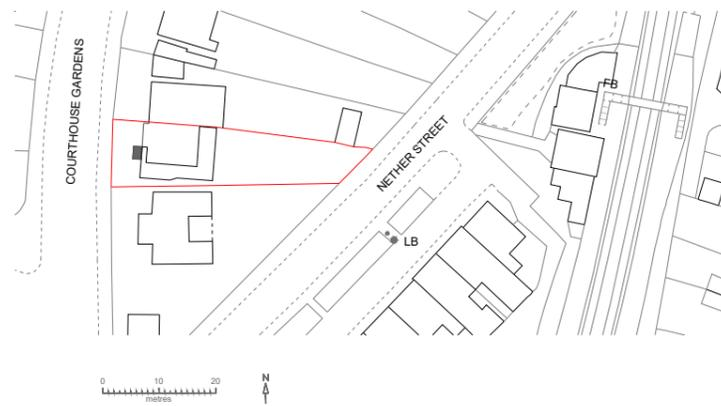 COURTHOUSE GARDENS
FB
NETHER STREET
LB
0 10 20
metres
N